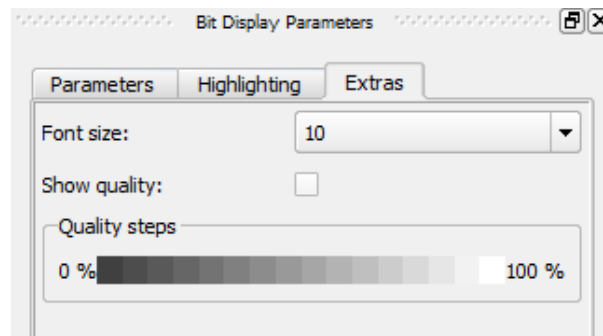 Bit Display Parameters
Parameters Highlighting Extras
Font size: 10
Show quality:
Quality steps
0 % 100 %